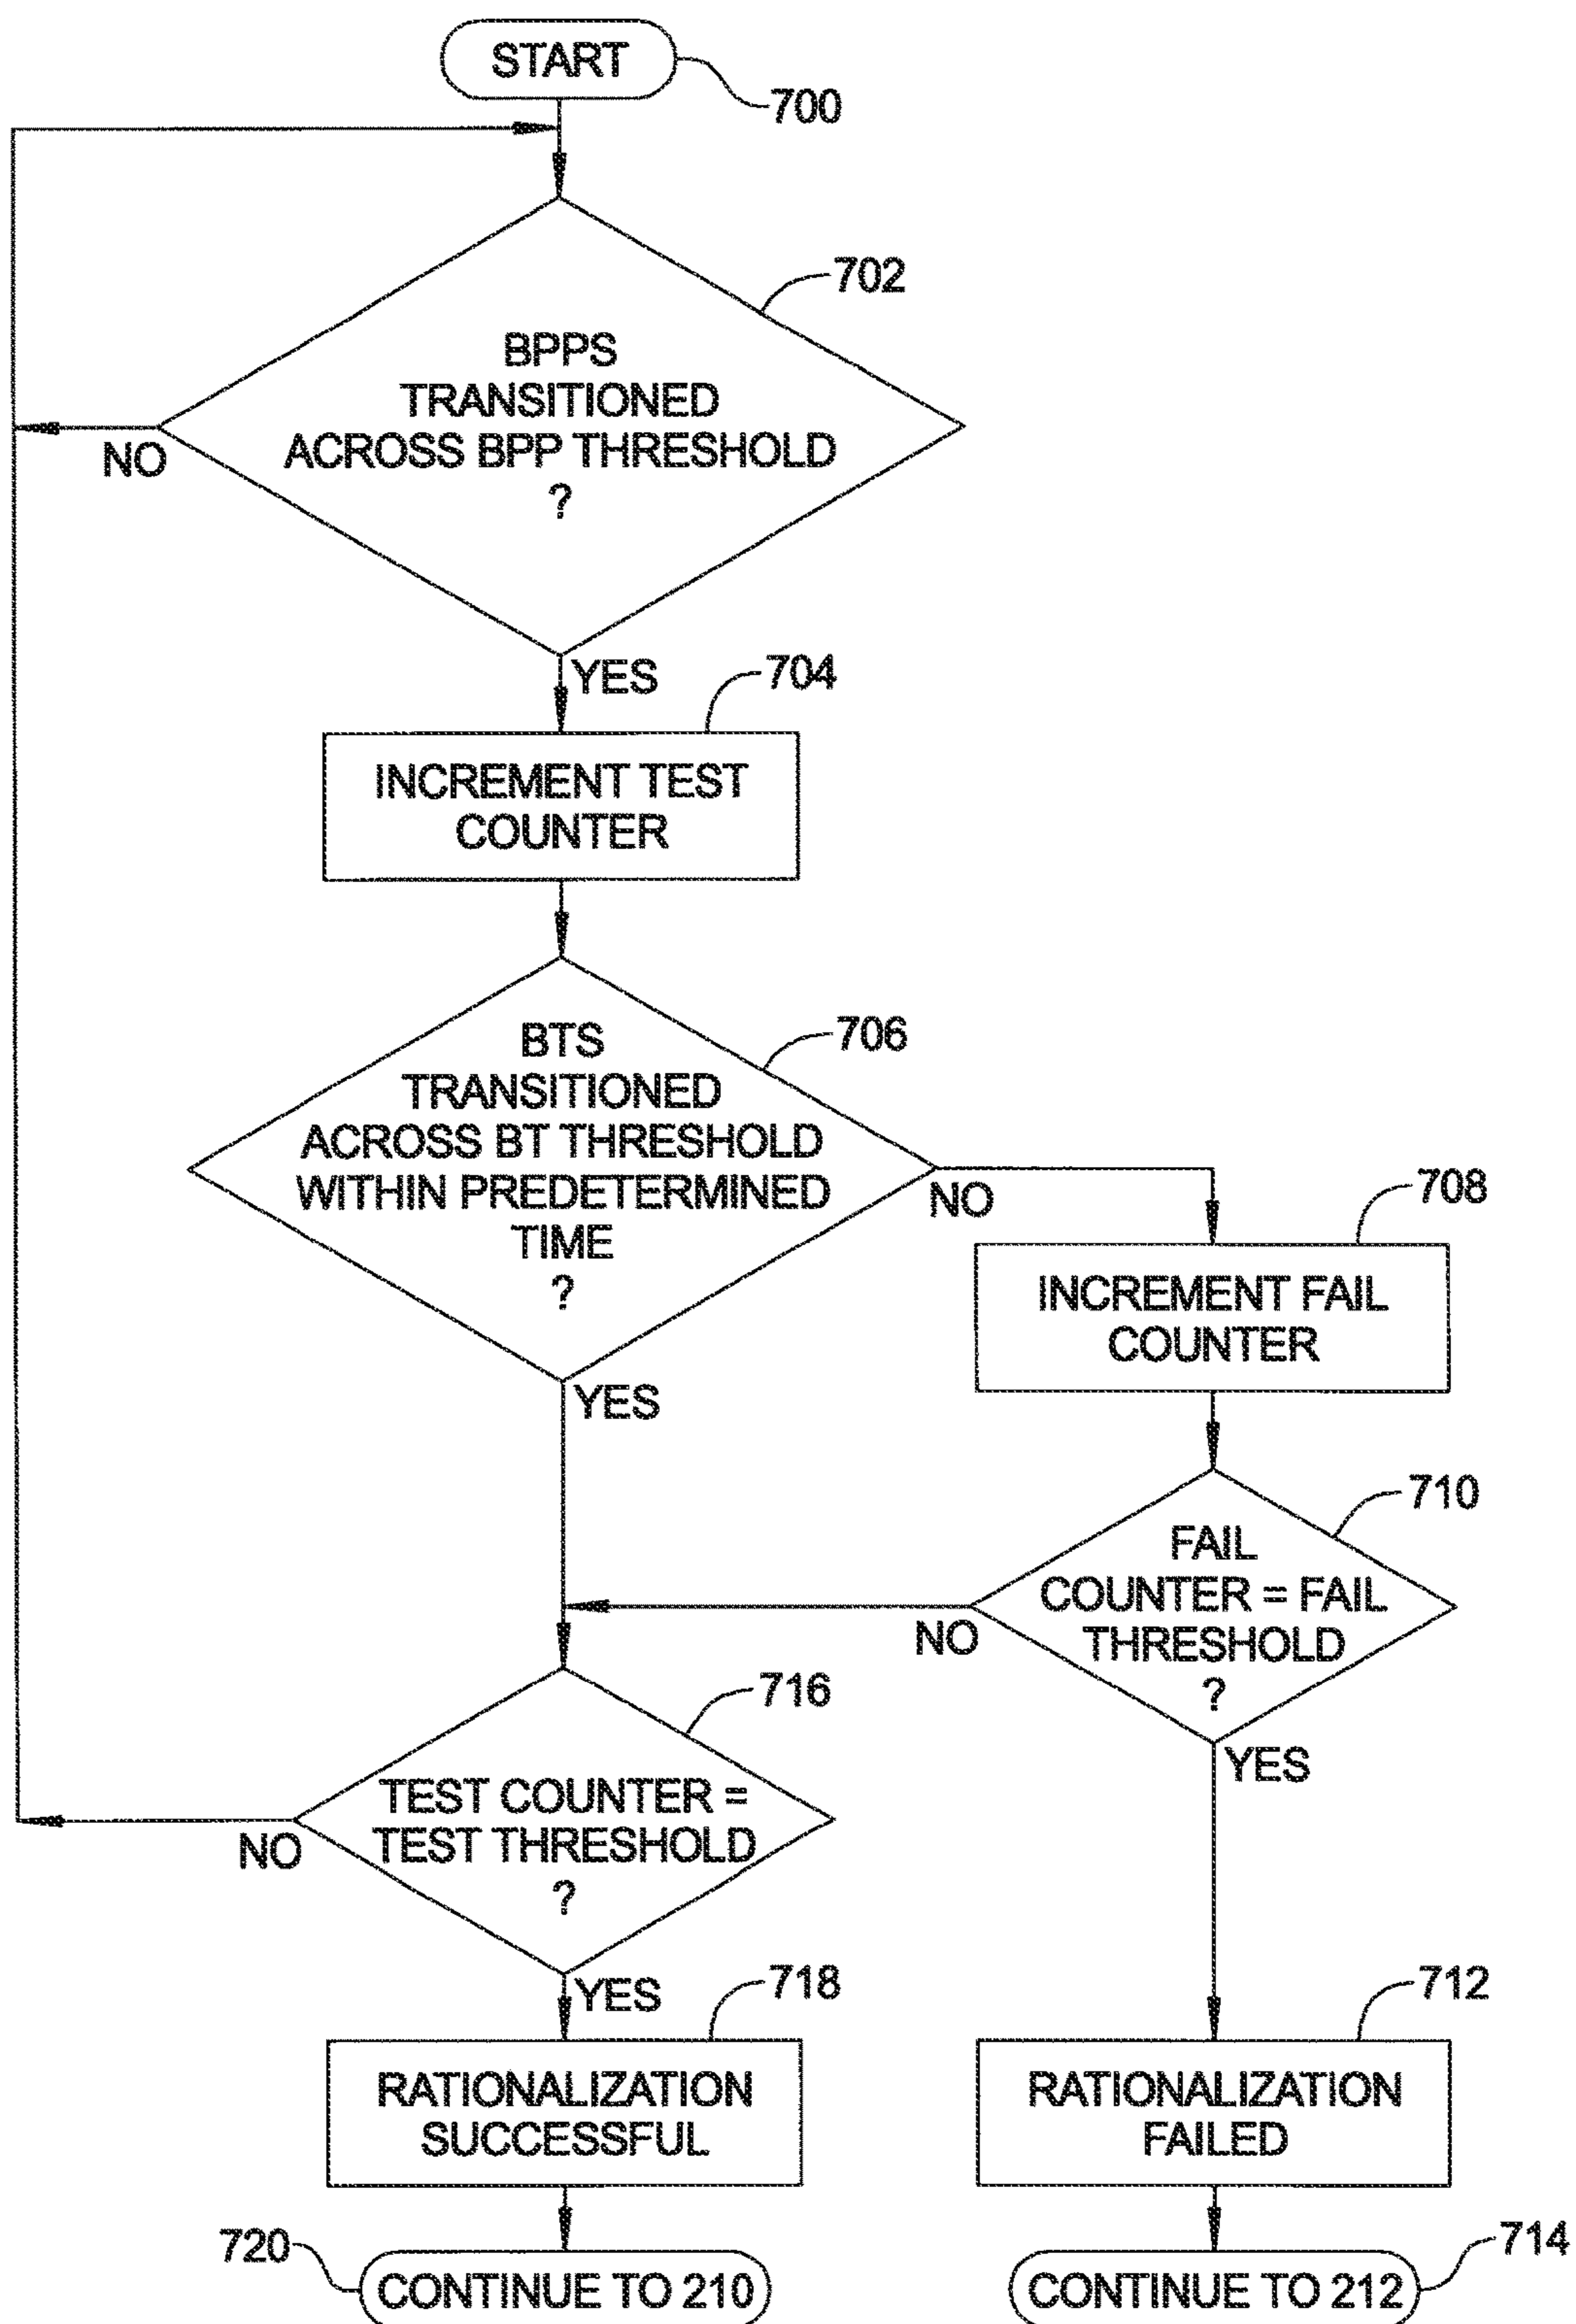 START
700
702
BPPS
TRANSITIONED
ACROSS BPP THRESHOLD
?
NO
YES
704
INCREMENT TEST
COUNTER
706
BTS
TRANSITIONED
ACROSS BT THRESHOLD
WITHIN PREDETERMINED
TIME
?
NO
YES
708
INCREMENT FAIL
COUNTER
710
FAIL
COUNTER = FAIL
THRESHOLD
?
NO
YES
716
TEST COUNTER =
TEST THRESHOLD
?
NO
YES
718
RATIONALIZATION
SUCCESSFUL
712
RATIONALIZATION
FAILED
720
CONTINUE TO 210
714
CONTINUE TO 212